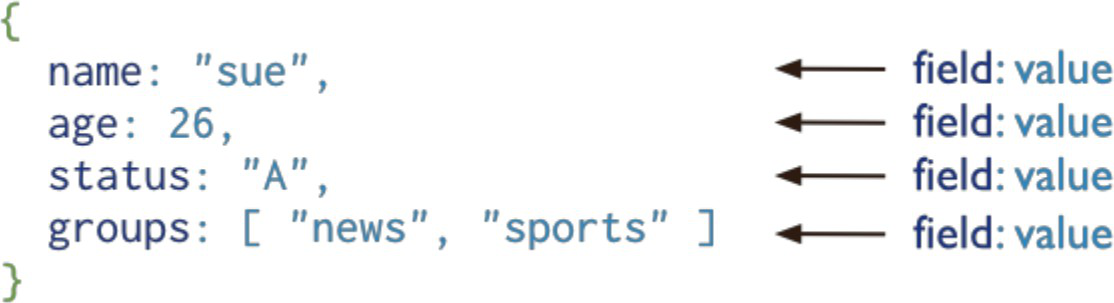 {
name: "sue", field: value
age: 26, field: value
status: "A", field: value
groups: [ "news", "sports" ] field: value
}